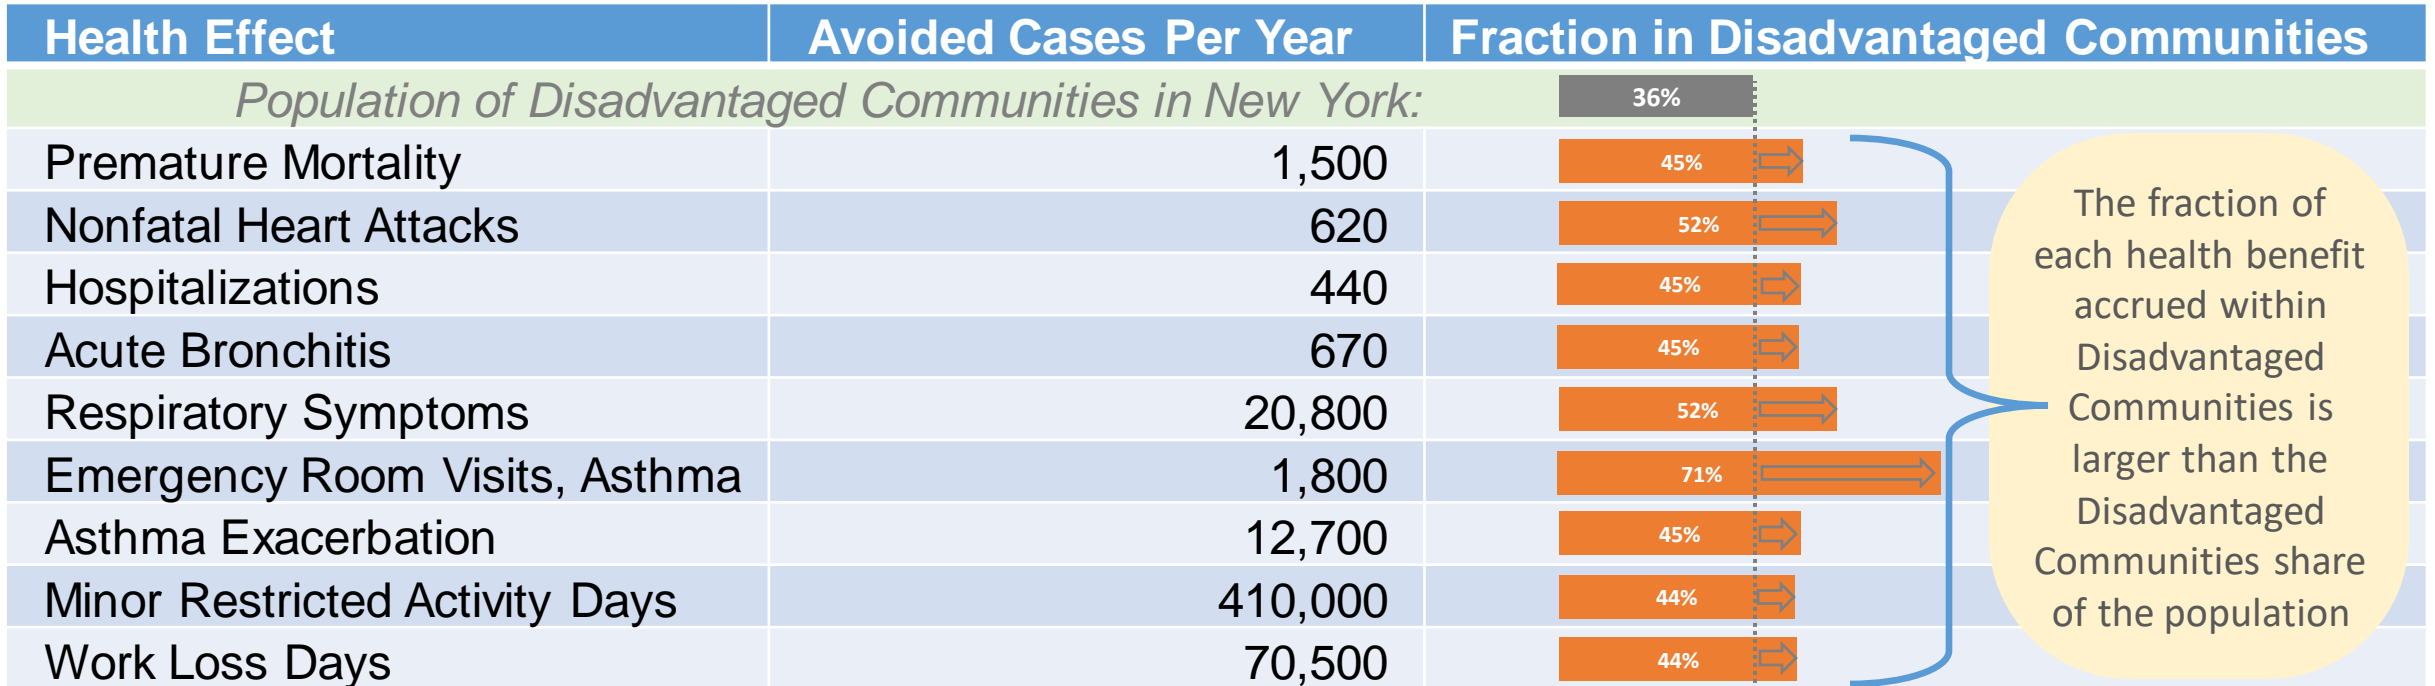 Health Effect Avoided Cases Per Year Fraction in Disadvantaged Communities
Population of Disadvantaged Communities in New York: 36%
Premature Mortality 1,500 45%
Nonfatal Heart Attacks 620 52%
Hospitalizations 440 45%
Acute Bronchitis 670 45%
Respiratory Symptoms 20,800 52%
Emergency Room Visits, Asthma 1,800 71%
Asthma Exacerbation 12,700 45%
Minor Restricted Activity Days 410,000 44%
Work Loss Days 70,500 44%
The fraction of
each health benefit
accrued within
Disadvantaged
Communities is
larger than the
Disadvantaged
Communities share
of the population